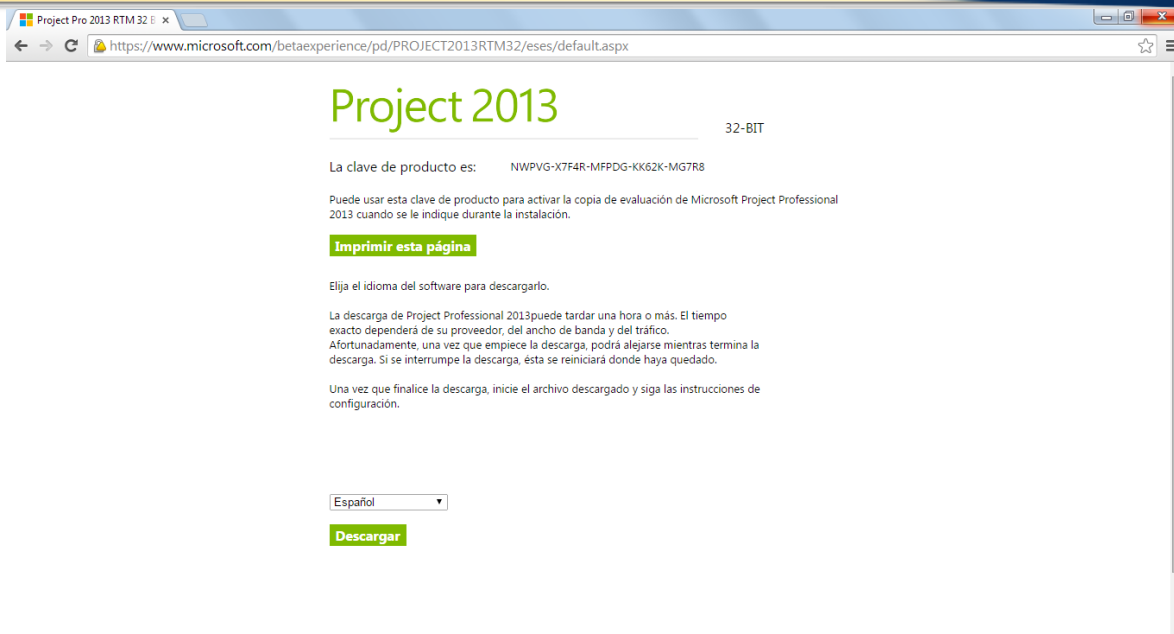 Project Pro 2013 RTM 32 B
https://www.microsoft.com/betaexperience/pd/PROJECT2013RTM32/eses/default.aspx
Project 2013
32-BIT
La clave de producto es: NWPVG-X7F4R-MFPDG-KK62K-MG7R8
Puede usar esta clave de producto para activar la copia de evaluación de Microsoft Project Professional
2013 cuando se le indique durante la instalación.
Imprimir esta página
Elija el idioma del software para descargarlo.
La descarga de Project Professional 2013puede tardar una hora o más. El tiempo
exacto dependerá de su proveedor, del ancho de banda y del tráfico.
Afortunadamente, una vez que empiece la descarga, podrá alejarse mientras termina la
descarga. Si se interrumpe la descarga, ésta se reiniciará donde haya quedado.
Una vez que finalice la descarga, inicie el archivo descargado y siga las instrucciones de
configuración.
Español
Descargar